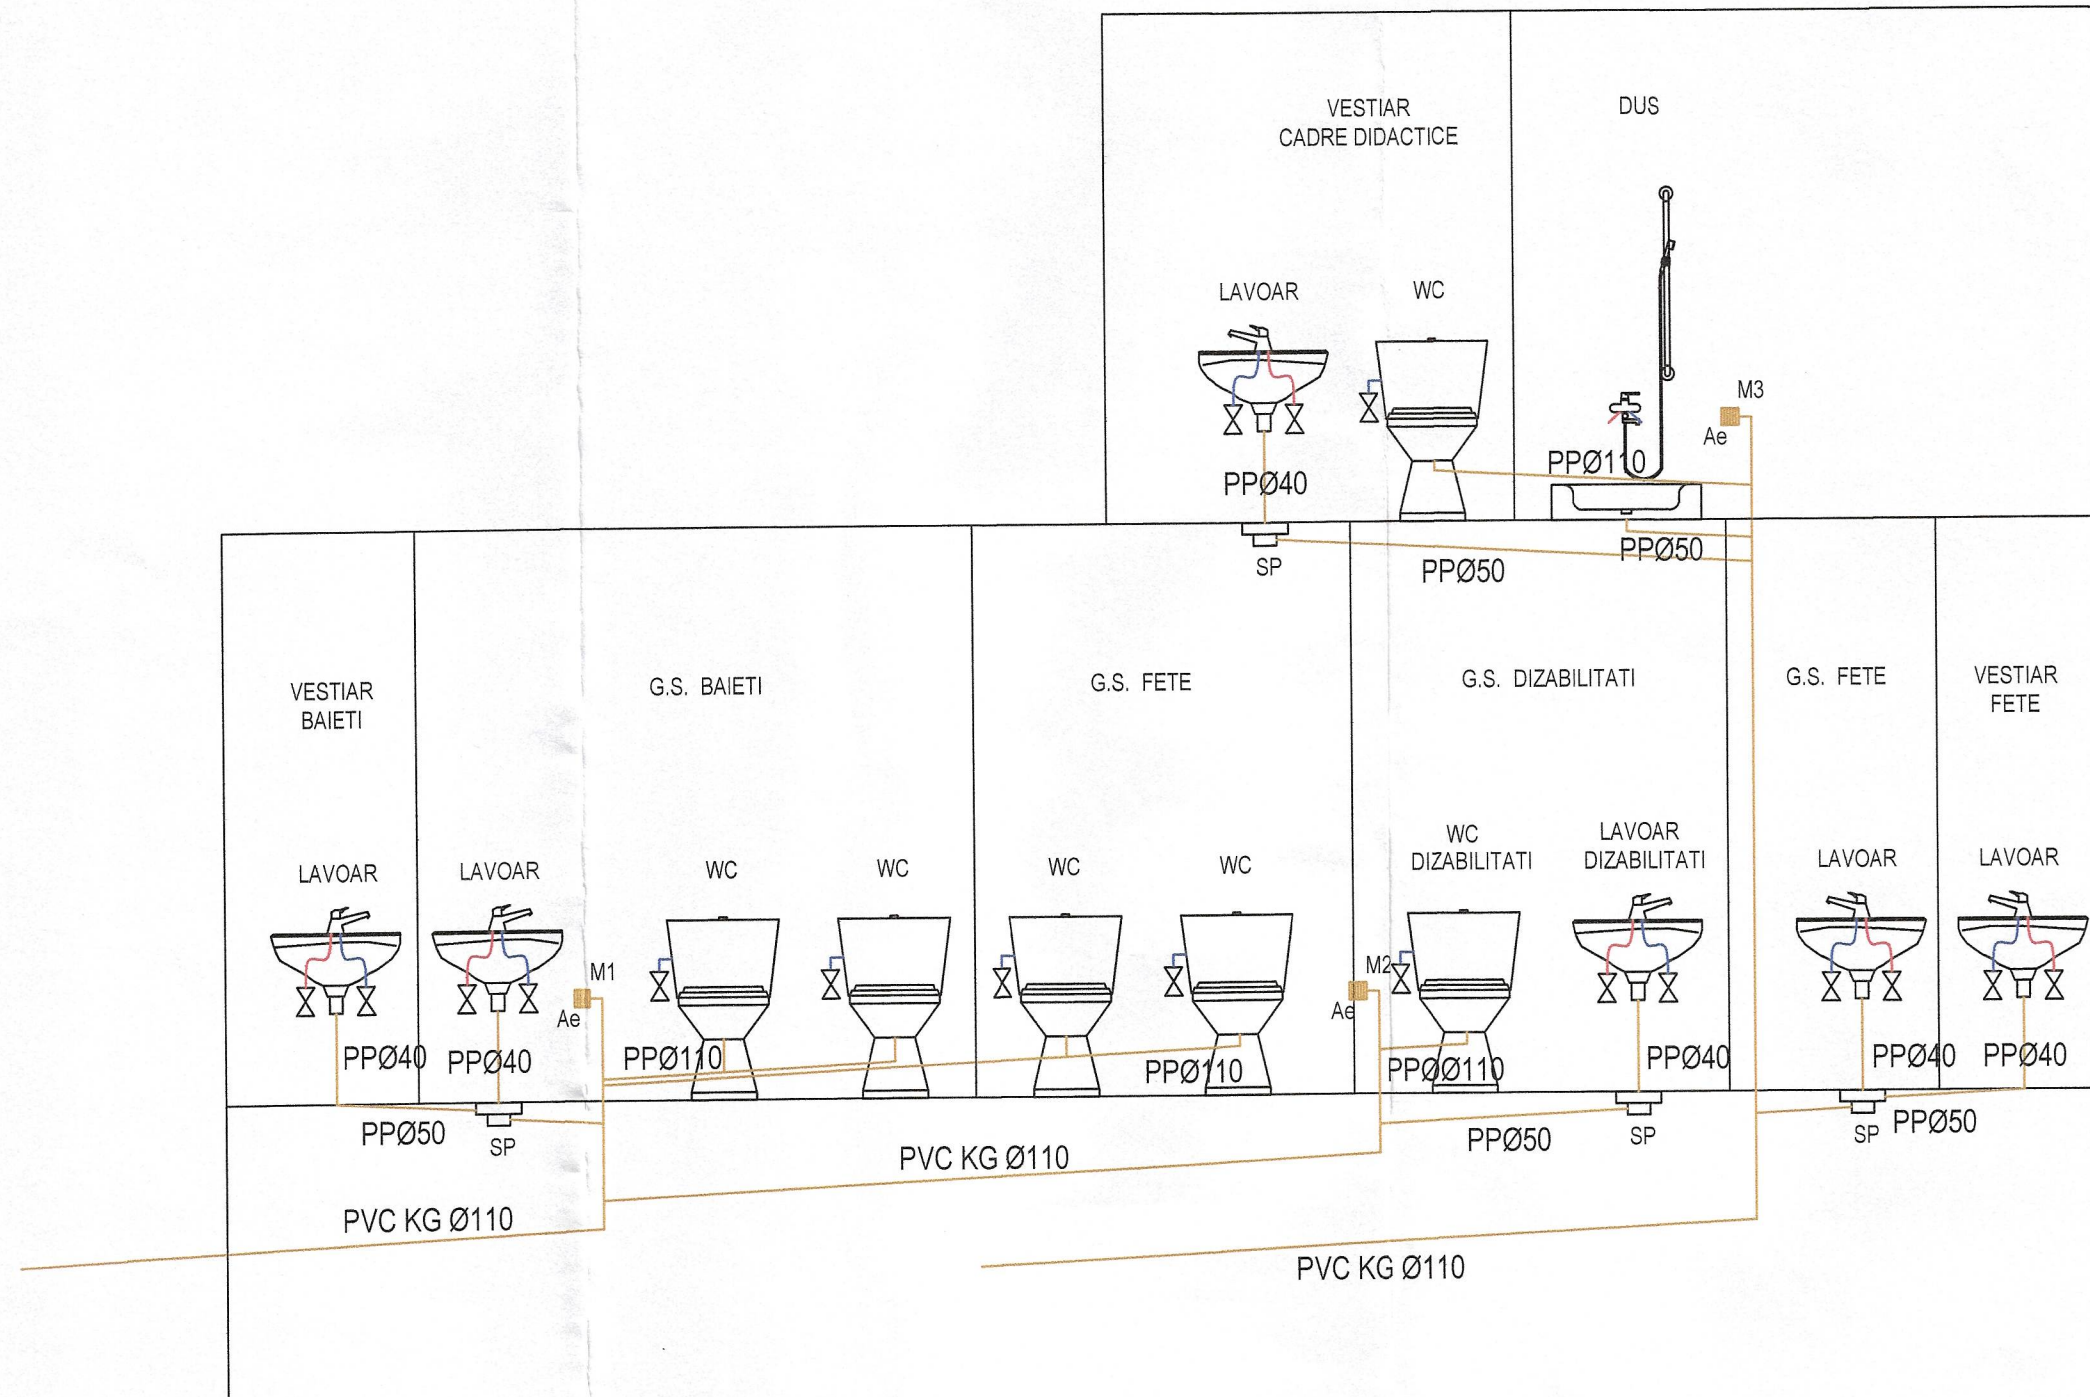 VESTIAR
CADRE DIDACTICE
DUS
LAVOAR
WC
M3
Ae
PPØ110
PPØ40
PPØ50
SP
PPØ50
VESTIAR
BAIETI
G.S. BAIETI
G.S. FETE
G.S. DIZABILITATI
G.S. FETE
VESTIAR
FETE
LAVOAR
LAVOAR
WC
WC
WC
WC
WC
DIZABILITATI
LAVOAR
DIZABILITATI
LAVOAR
LAVOAR
M1
Ae
M2
Ae
PPØ40
PPØ40
PPØ110
PPØ110
PPØØ110
PPØ40
PPØ40
PPØ40
PPØ50
SP
PVC KG Ø110
PPØ50
SP
SP
PPØ50
PVC KG Ø110
PVC KG Ø110